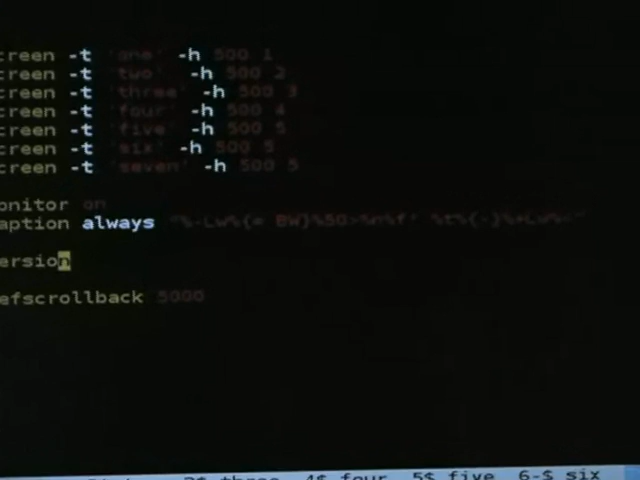 creen -t 'one' -h 500 1
creen -t 'two' -h 500 2
creen -t 'three' -h 500 3
creen -t 'four' -h 500 4
creen -t 'five' -h 500 5
creen -t 'six' -h 500 5
creen -t 'seven' -h 500 5
onitor on
aption always
ersion
efscrollback 5000
three 4$ four 5$ five 6-$ six